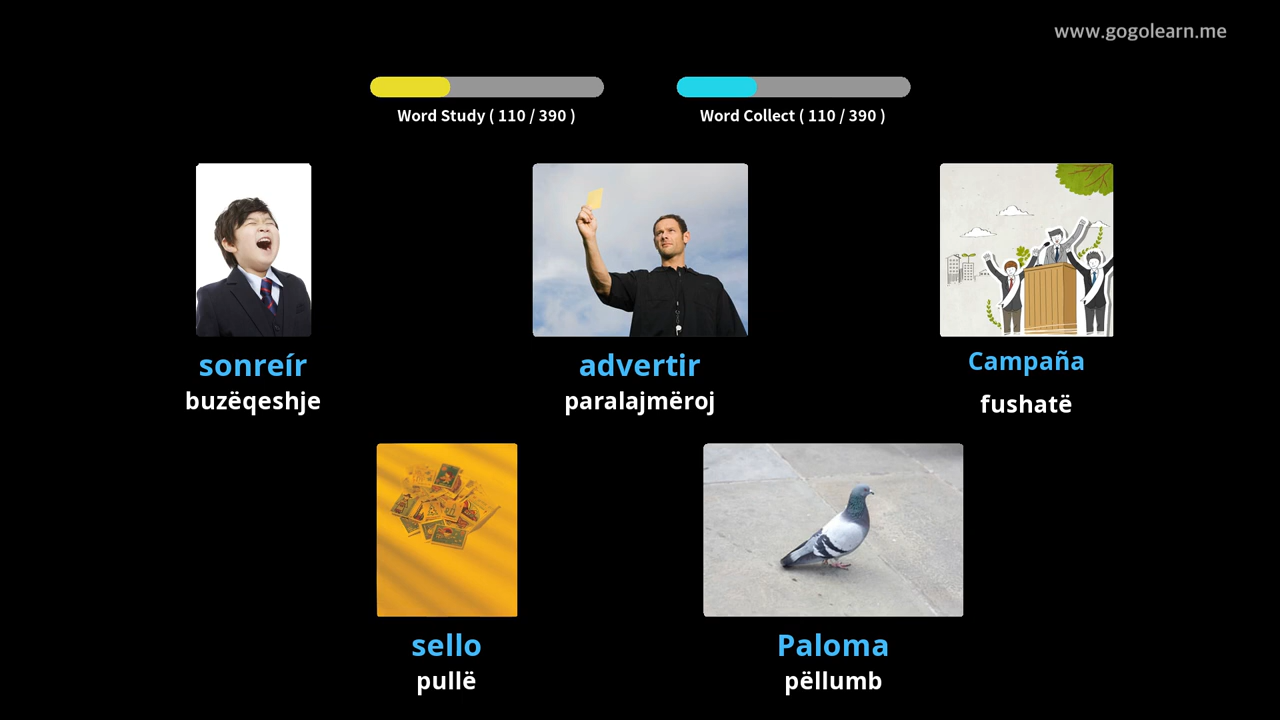 www.gogolearn.me
Word Study ( 110 / 390 )
Word Collect ( 110 / 390 )
sonreír
buzëqeshje
advertir
paralajmëroj
Campaña
fushatë
sello
pullë
Paloma
pëllumb